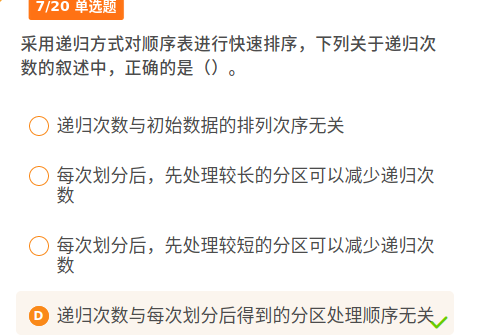 7/20 单选题
采用递归方式对顺序表进行快速排序，下列关于递归次
数的叙述中，正确的是（）。
递归次数与初始数据的排列次序无关
每次划分后，先处理较长的分区可以减少递归次
数
每次划分后，先处理较短的分区可以减少递归次
数
D 递归次数与每次划分后得到的分区处理顺序无关